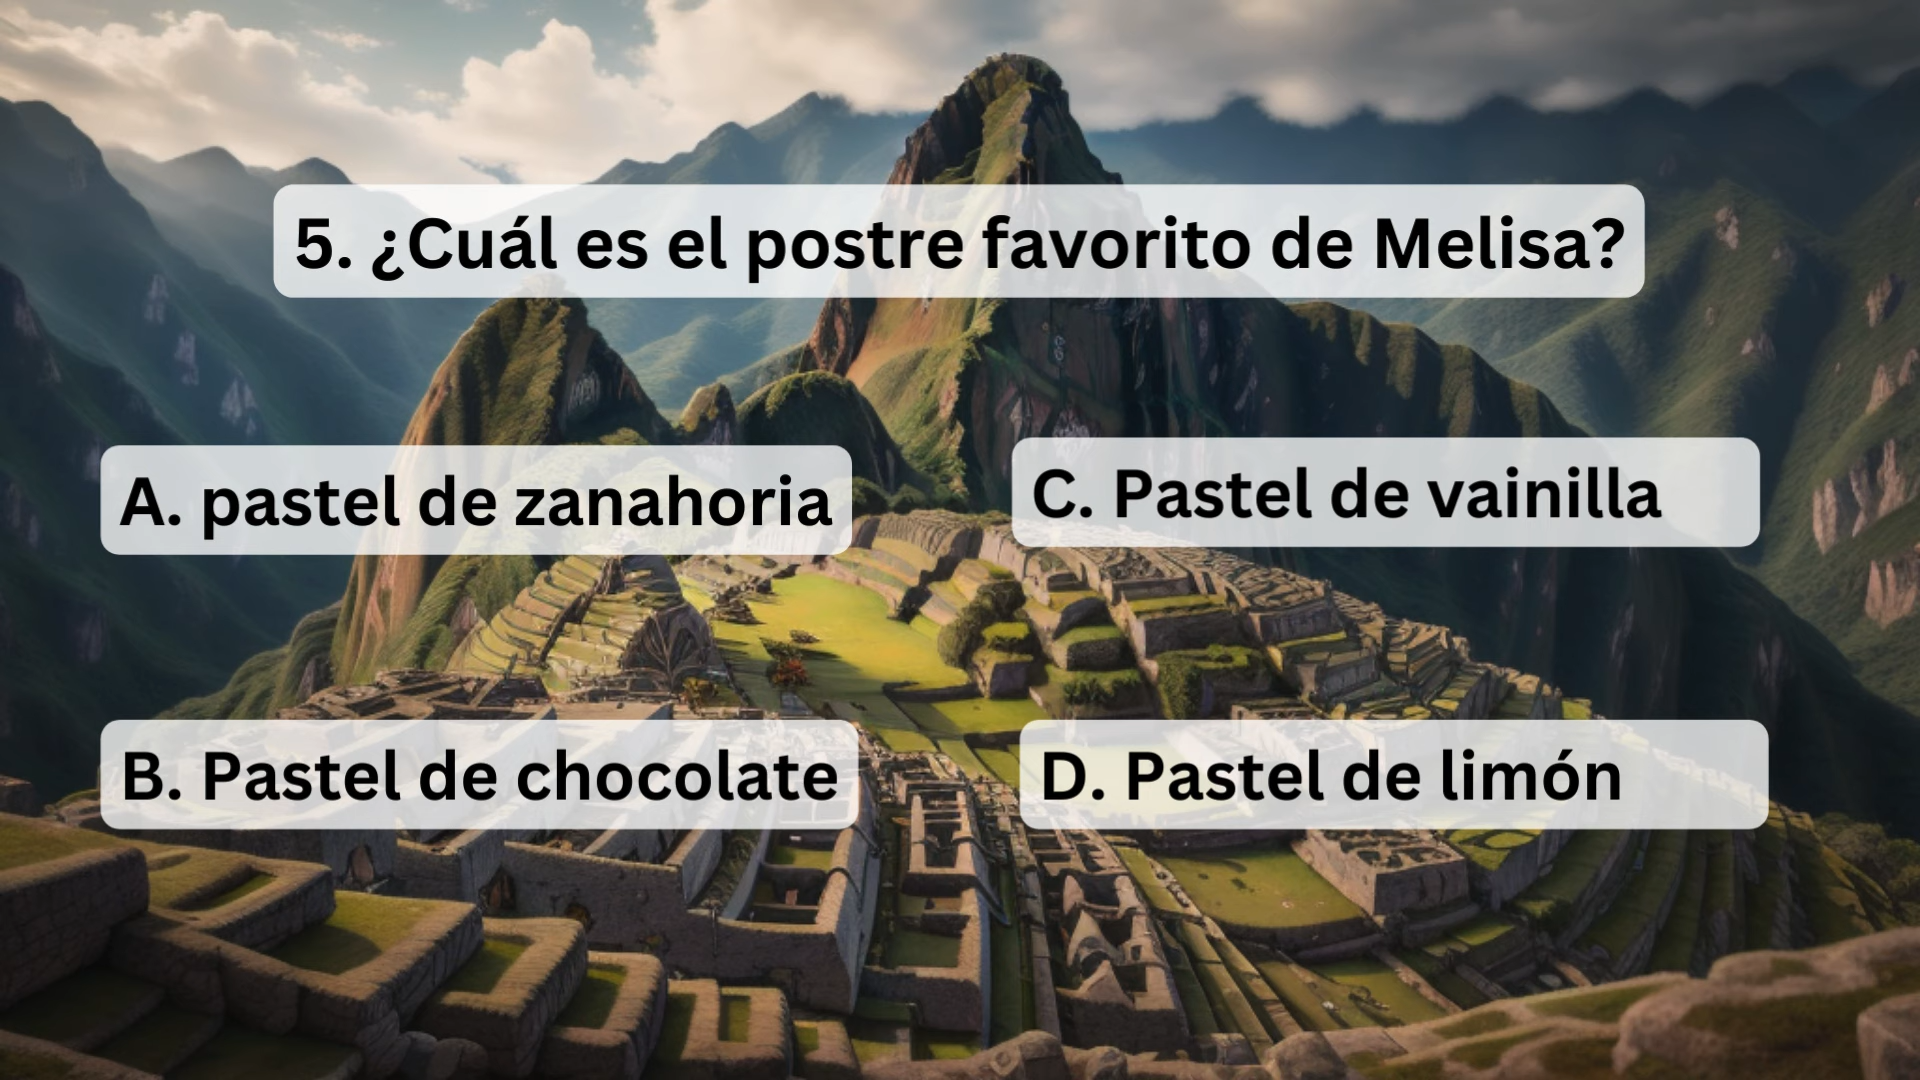 5. ¿Cuál es el postre favorito de Melisa?
A. pastel de zanahoria
B. Pastel de chocolate
C. Pastel de vainilla
D. Pastel de limón